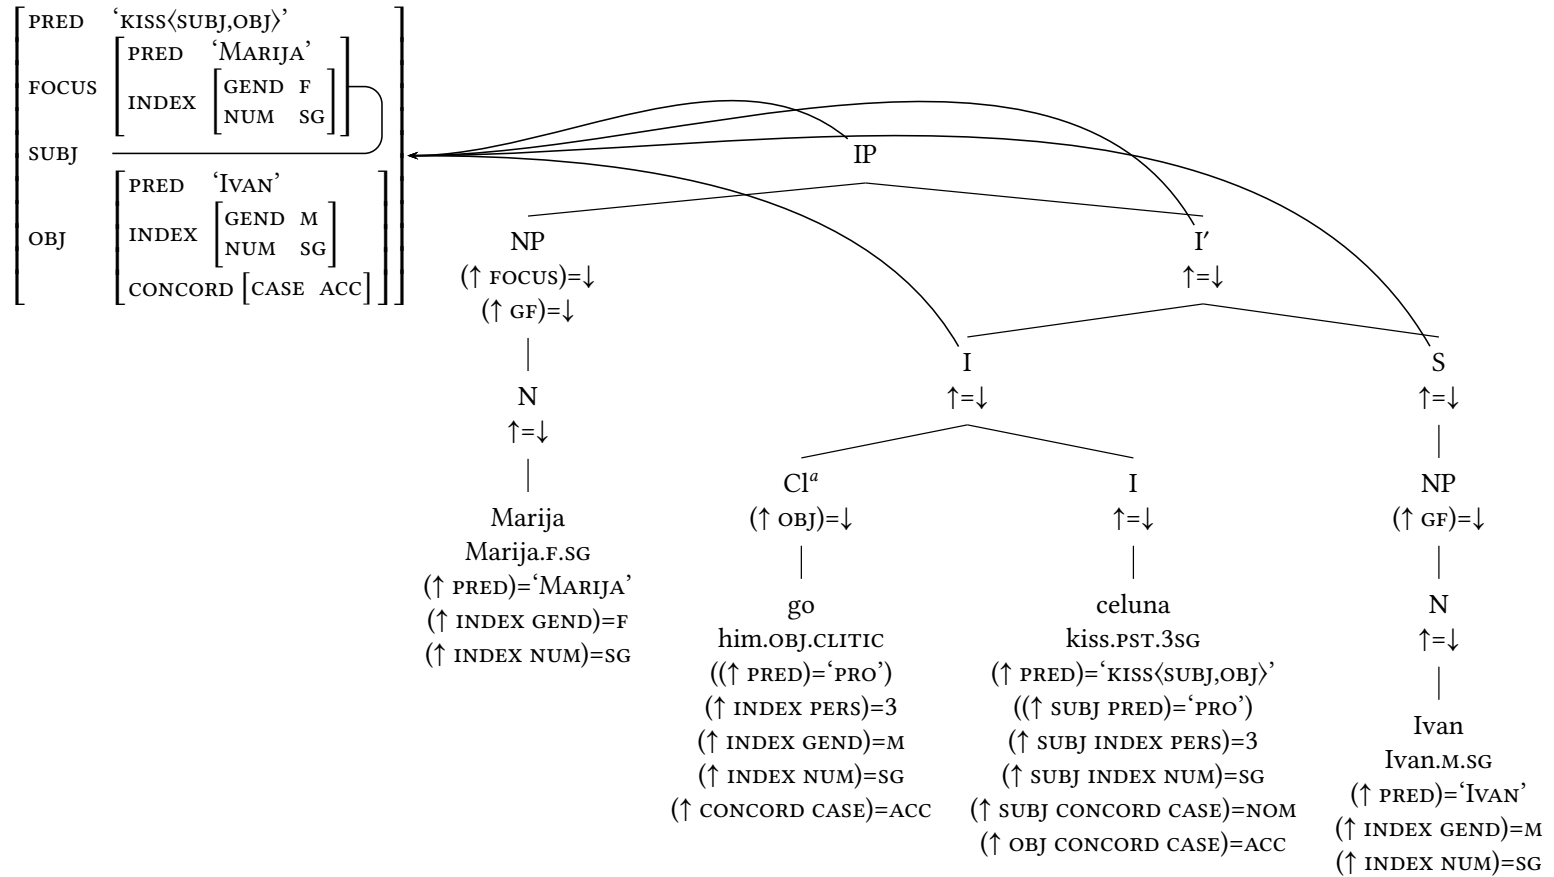 PRED ‘KISS⟨SUBJ,OBJ⟩’
FOCUS
PRED ‘MARIJA’
INDEX
GEND F
NUM SG
SUBJ
OBJ
PRED ‘IVAN’
INDEX
GEND M
NUM SG
CONCORD [CASE ACC]
IP
NP
(↑ FOCUS)=↓
(↑ GF)=↓
N
↑=↓
Marija
Marija.F.SG
(↑ PRED)=‘MARIJA’
(↑ INDEX GEND)=F
(↑ INDEX NUM)=SG
I′
↑=↓
I
↑=↓
Clᵃ
(↑ OBJ)=↓
go
him.OBJ.CLITIC
((↑ PRED)=‘PRO’)
(↑ INDEX PERS)=3
(↑ INDEX GEND)=M
(↑ INDEX NUM)=SG
(↑ CONCORD CASE)=ACC
I
↑=↓
celuna
kiss.PST.3SG
(↑ PRED)=‘KISS⟨SUBJ,OBJ⟩’
((↑ SUBJ PRED)=‘PRO’)
(↑ SUBJ INDEX PERS)=3
(↑ SUBJ INDEX NUM)=SG
(↑ SUBJ CONCORD CASE)=NOM
(↑ OBJ CONCORD CASE)=ACC
S
↑=↓
NP
(↑ GF)=↓
N
↑=↓
Ivan
Ivan.M.SG
(↑ PRED)=‘IVAN’
(↑ INDEX GEND)=M
(↑ INDEX NUM)=SG